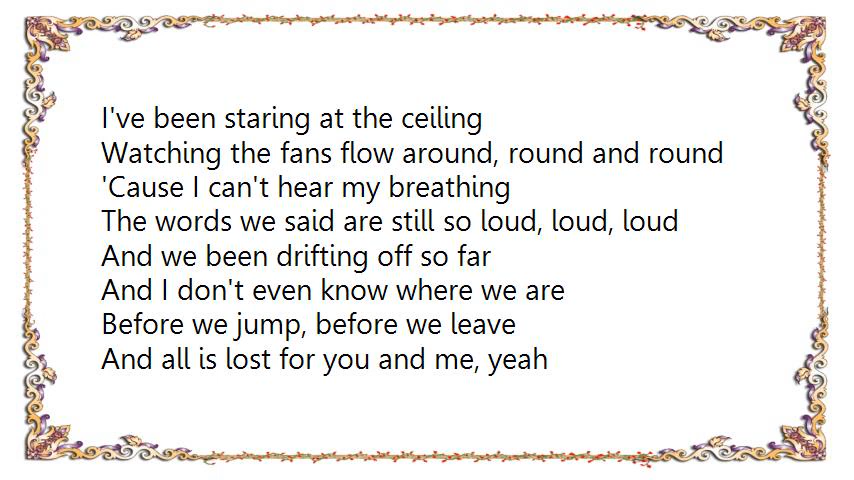 I've been staring at the ceiling
Watching the fans flow around, round and round
'Cause I can't hear my breathing
The words we said are still so loud, loud, loud
And we been drifting off so far
And I don't even know where we are
Before we jump, before we leave
And all is lost for you and me, yeah